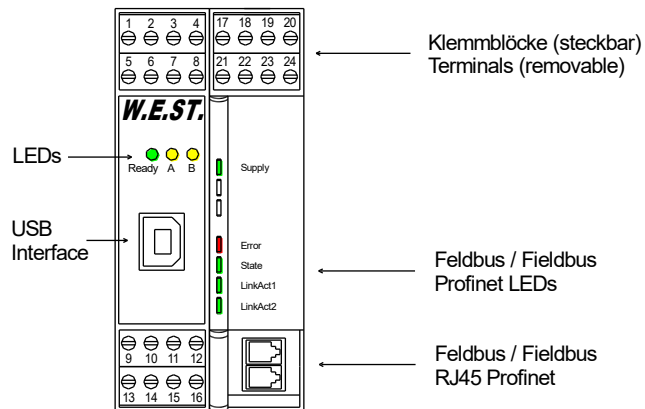 1 2 3 4 17 18 19 20
5 6 7 8 21 22 23 24
Klemmblöcke (steckbar)
Terminals (removable)
W.E.ST.
LEDs
Ready A B
Supply
USB
Interface
Error
State
LinkAct1
LinkAct2
Feldbus / Fieldbus
Profinet LEDs
9 10 11 12
13 14 15 16
Feldbus / Fieldbus
RJ45 Profinet